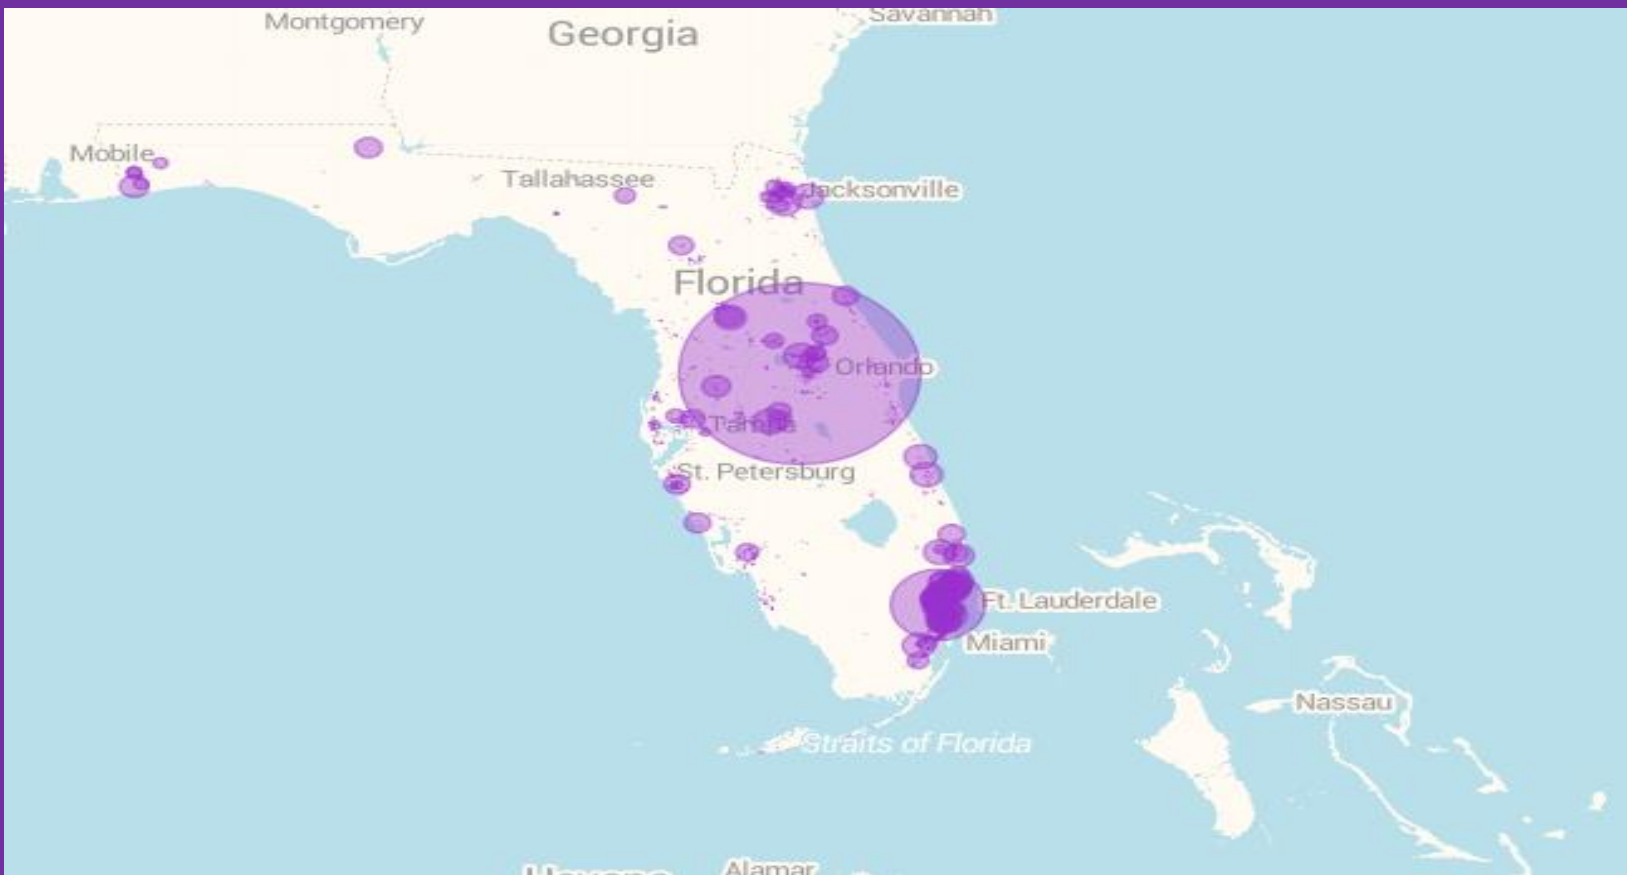 Montgomery
Savannah
Georgia
Mobile
Tallahassee
Jacksonville
Florida
Orlando
Tampa
St. Petersburg
Ft. Lauderdale
Miami
Nassau
Straits of Florida
Alamar